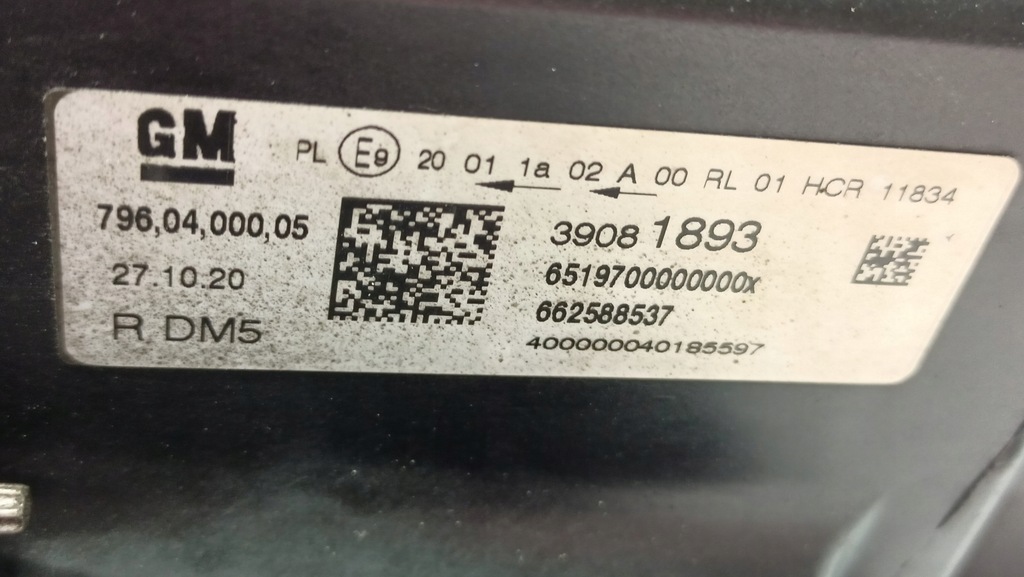 GM
PL E9 20 01 1a 02 A 00 RL 01 HCR 11834
796,04,000,05
3908 1893
27.10.20
6519700000000x
R DM5
662588537
400000040185597